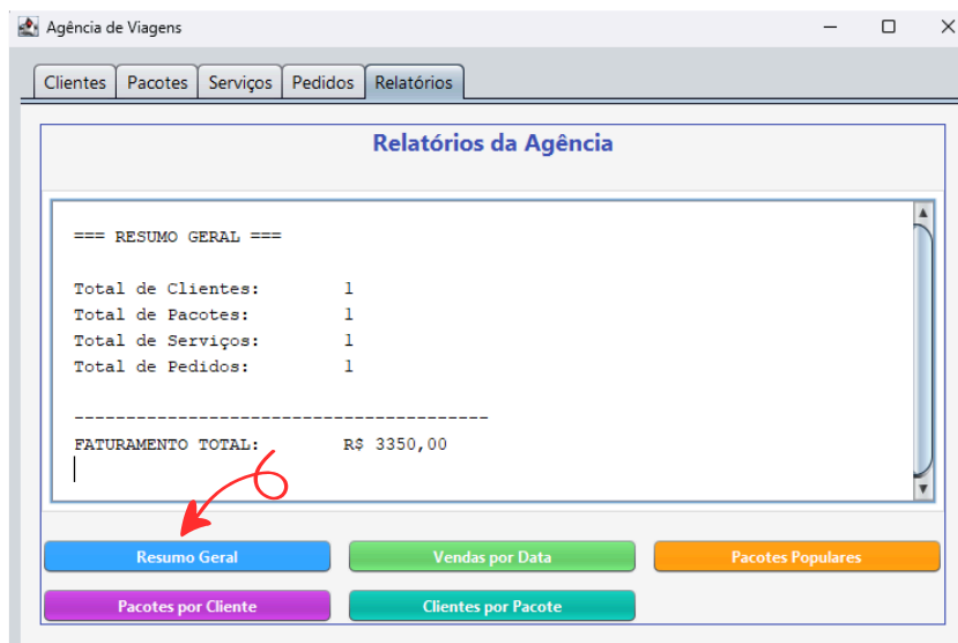 Agência de Viagens
Clientes Pacotes Serviços Pedidos Relatórios
Relatórios da Agência
=== RESUMO GERAL ===
Total de Clientes: 1
Total de Pacotes: 1
Total de Serviços: 1
Total de Pedidos: 1
----------------------------------------
FATURAMENTO TOTAL: R$ 3350,00
Resumo Geral Vendas por Data Pacotes Populares
Pacotes por Cliente Clientes por Pacote